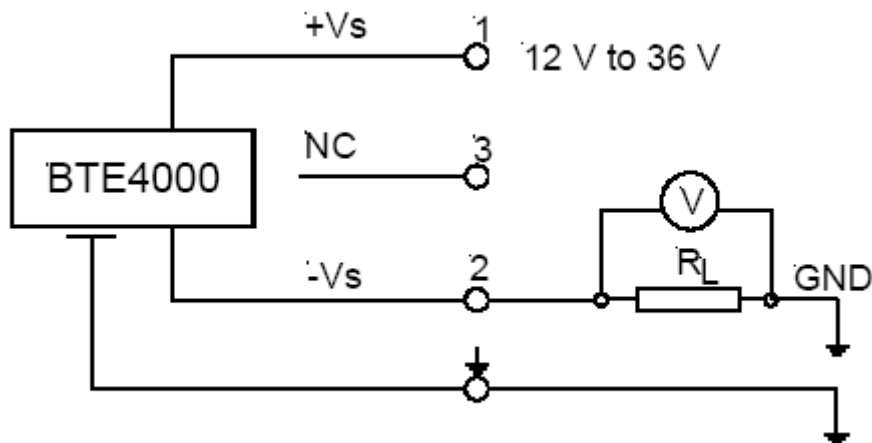 +Vs
1
12 V to 36 V
BTE4000
NC
3
V
-Vs
2
RL
GND